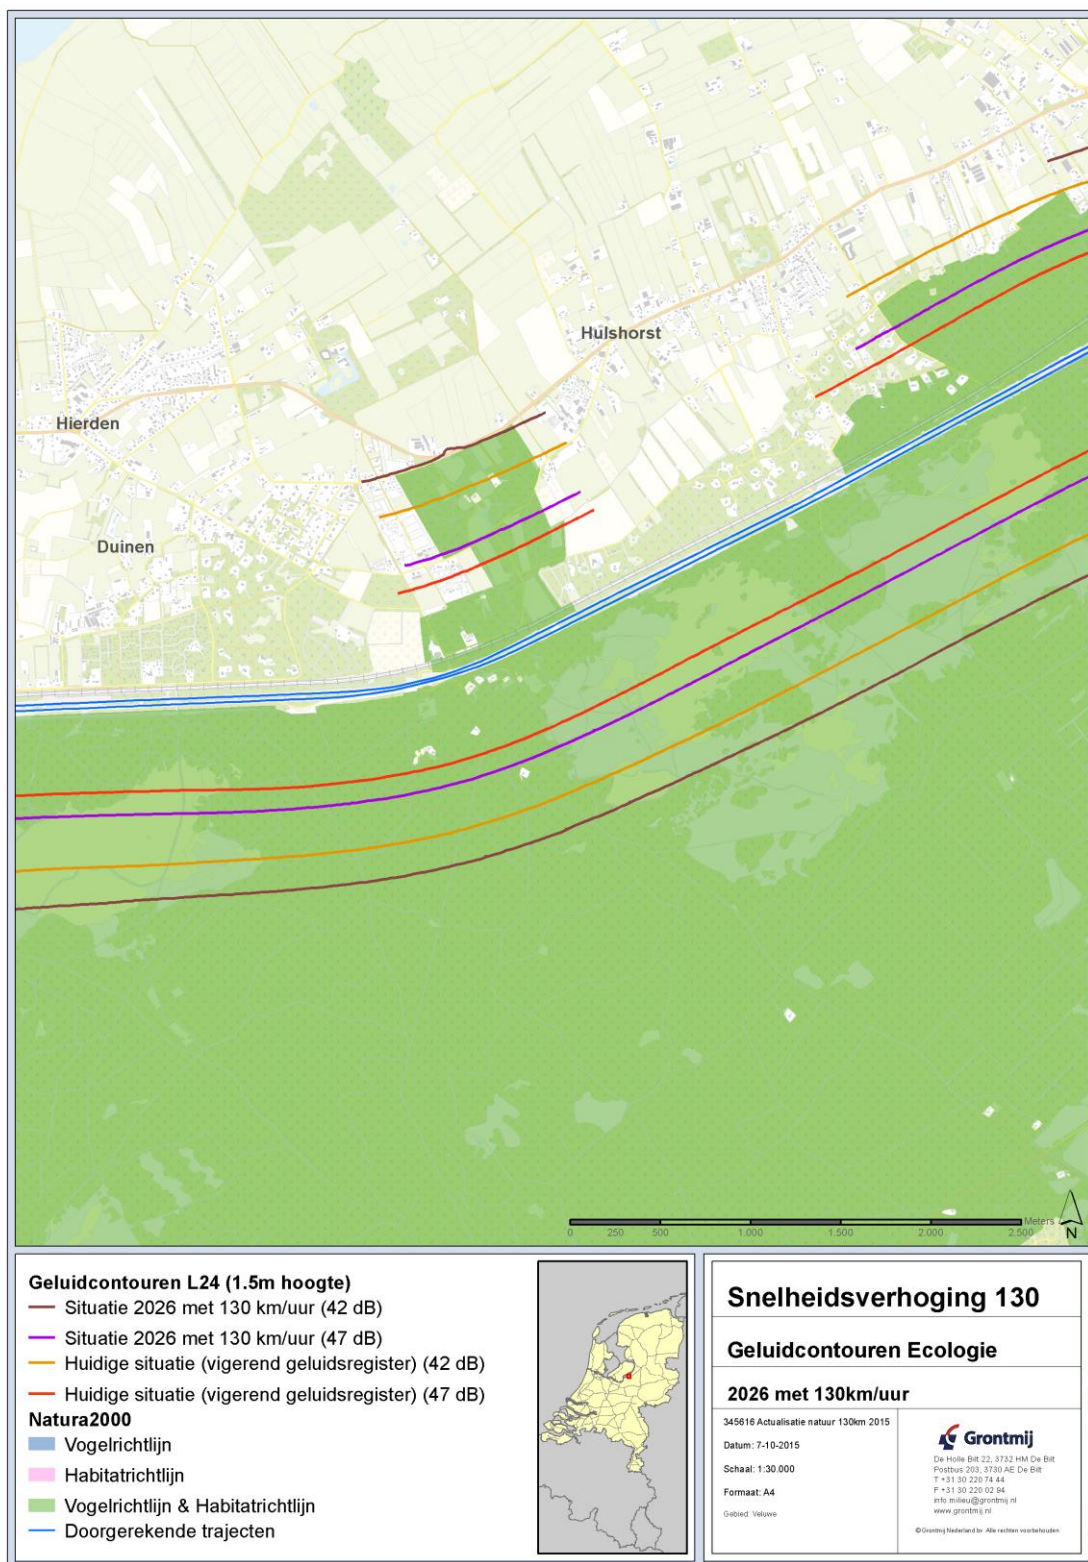 Hulshorst
Hierden
Duinen
Meters
0 250 500 1.000 1.500 2.000 2.500
N
Geluidcontouren L24 (1.5m hoogte)
Situatie 2026 met 130 km/uur (42 dB)
Situatie 2026 met 130 km/uur (47 dB)
Huidige situatie (vigerend geluidsregister) (42 dB)
Huidige situatie (vigerend geluidsregister) (47 dB)
Natura2000
Vogelrichtlijn
Habitatrichtlijn
Vogelrichtlijn & Habitatrichtlijn
Doorgerekende trajecten
Snelheidsverhoging 130
Geluidcontouren Ecologie
2026 met 130km/uur
345616 Actualisatie natuur 130km 2015
Datum: 7-10-2015
Schaal: 1:30.000
Formaat: A4
Gebied: Veluwe
Grontmij
De Holle Bilt 22, 3732 HM De Bilt
Postbus 203, 3730 AE De Bilt
T +31 30 220 74 44
F +31 30 220 02 94
info.milieu@grontmij.nl
www.grontmij.nl
© Grontmij Nederland bv. Alle rechten voorbehouden.